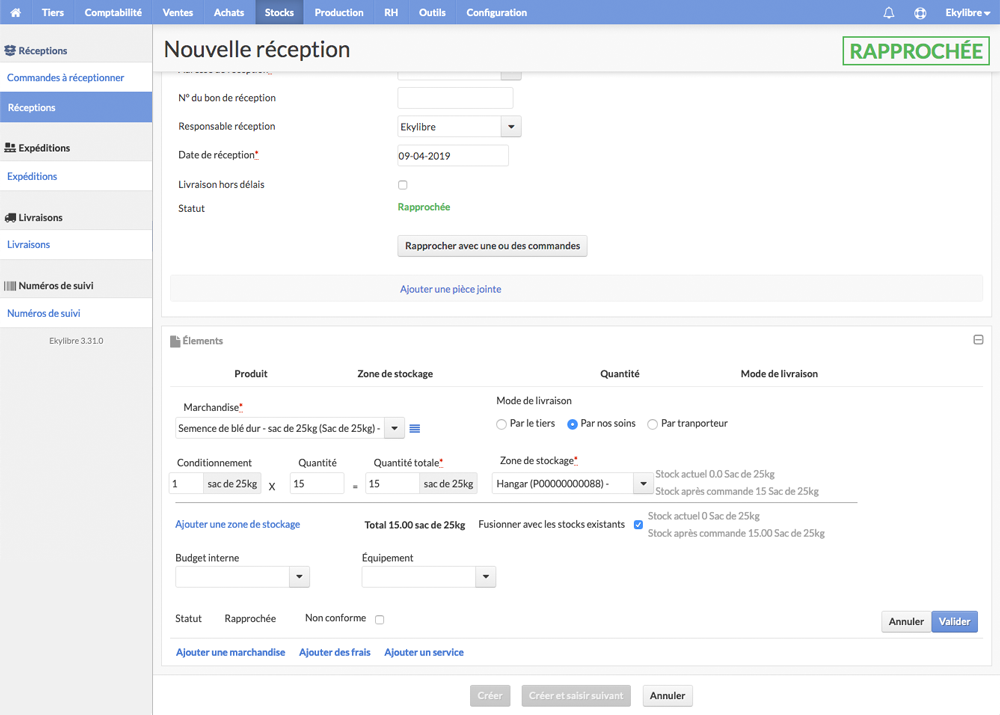 Tiers Comptabilité Ventes Achats Stocks Production RH Outils Configuration Ekylibre
Réceptions
Commandes à réceptionner
Réceptions
Expéditions
Expéditions
Livraisons
Livraisons
Numéros de suivi
Numéros de suivi
Ekylibre 3.31.0
Nouvelle réception
RAPPROCHÉE
Adresse de réception*
N° du bon de réception
Responsable réception Ekylibre
Date de réception* 09-04-2019
Livraison hors délais
Statut Rapprochée
Rapprocher avec une ou des commandes
Ajouter une pièce jointe
Élements
Produit Zone de stockage Quantité Mode de livraison
Marchandise*
Semence de blé dur - sac de 25kg (Sac de 25kg) -
Mode de livraison
Par le tiers Par nos soins Par tranporteur
Conditionnement Quantité Quantité totale* Zone de stockage*
1 sac de 25kg X 15 = 15 sac de 25kg Hangar (P00000000088) -
Stock actuel 0.0 Sac de 25kg
Stock après commande 15 Sac de 25kg
Ajouter une zone de stockage Total 15.00 sac de 25kg Fusionner avec les stocks existants
Stock actuel 0 Sac de 25kg
Stock après commande 15.00 Sac de 25kg
Budget interne Équipement
Statut Rapprochée Non conforme
Annuler Valider
Ajouter une marchandise Ajouter des frais Ajouter un service
Créer Créer et saisir suivant Annuler